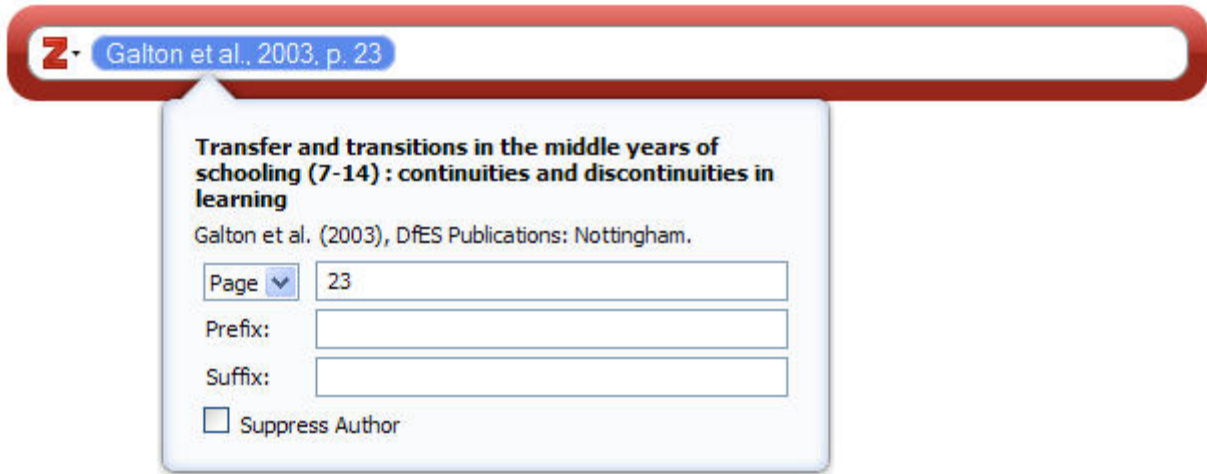 Z Galton et al., 2003, p. 23
Transfer and transitions in the middle years of
schooling (7-14) : continuities and discontinuities in
learning
Galton et al. (2003), DfES Publications: Nottingham.
Page 23
Prefix:
Suffix:
Suppress Author